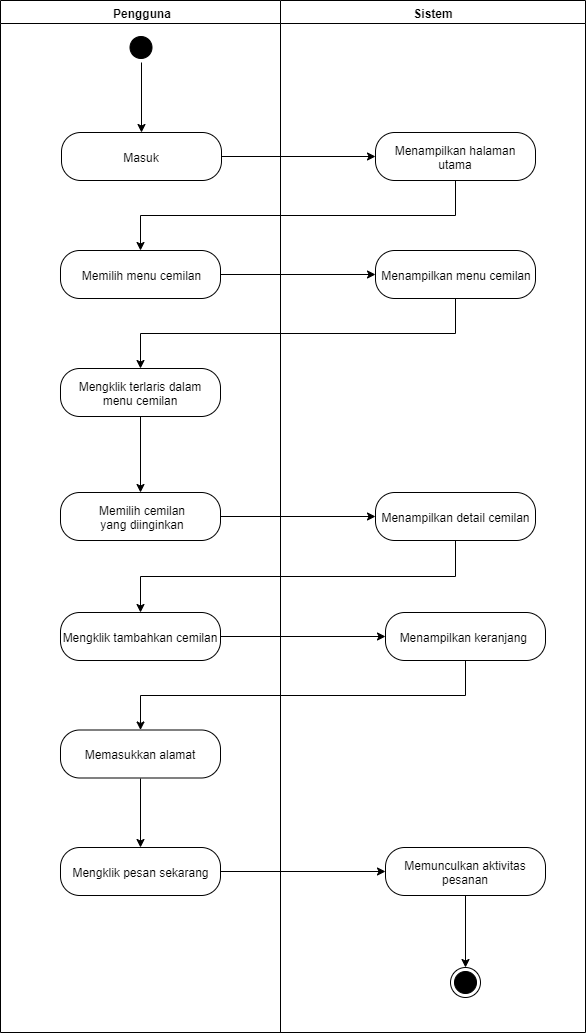 Pengguna
Sistem
Masuk
Menampilkan halaman
utama
Memilih menu cemilan
Menampilkan menu cemilan
Mengklik terlaris dalam
menu cemilan
Memilih cemilan
yang diinginkan
Menampilkan detail cemilan
Mengklik tambahkan cemilan
Menampilkan keranjang
Memasukkan alamat
Mengklik pesan sekarang
Memunculkan aktivitas
pesanan